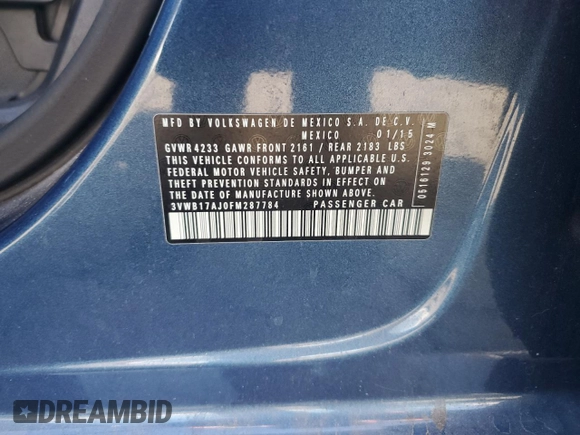 MFD BY VOLKSWAGEN DE MEXICO S.A. DE C.V.
MEXICO 01/15
GVWR 4233 GAWR FRONT 2161 / REAR 2183 LBS
THIS VEHICLE CONFORMS TO ALL APPLICABLE U.S.
FEDERAL MOTOR VEHICLE SAFETY, BUMPER AND
THEFT PREVENTION STANDARDS IN EFFECT ON
THE DATE OF MANUFACTURE SHOWN ABOVE.
3VWB17AJ0FM287784 PASSENGER CAR
0616129 3024 M
DREAMBID